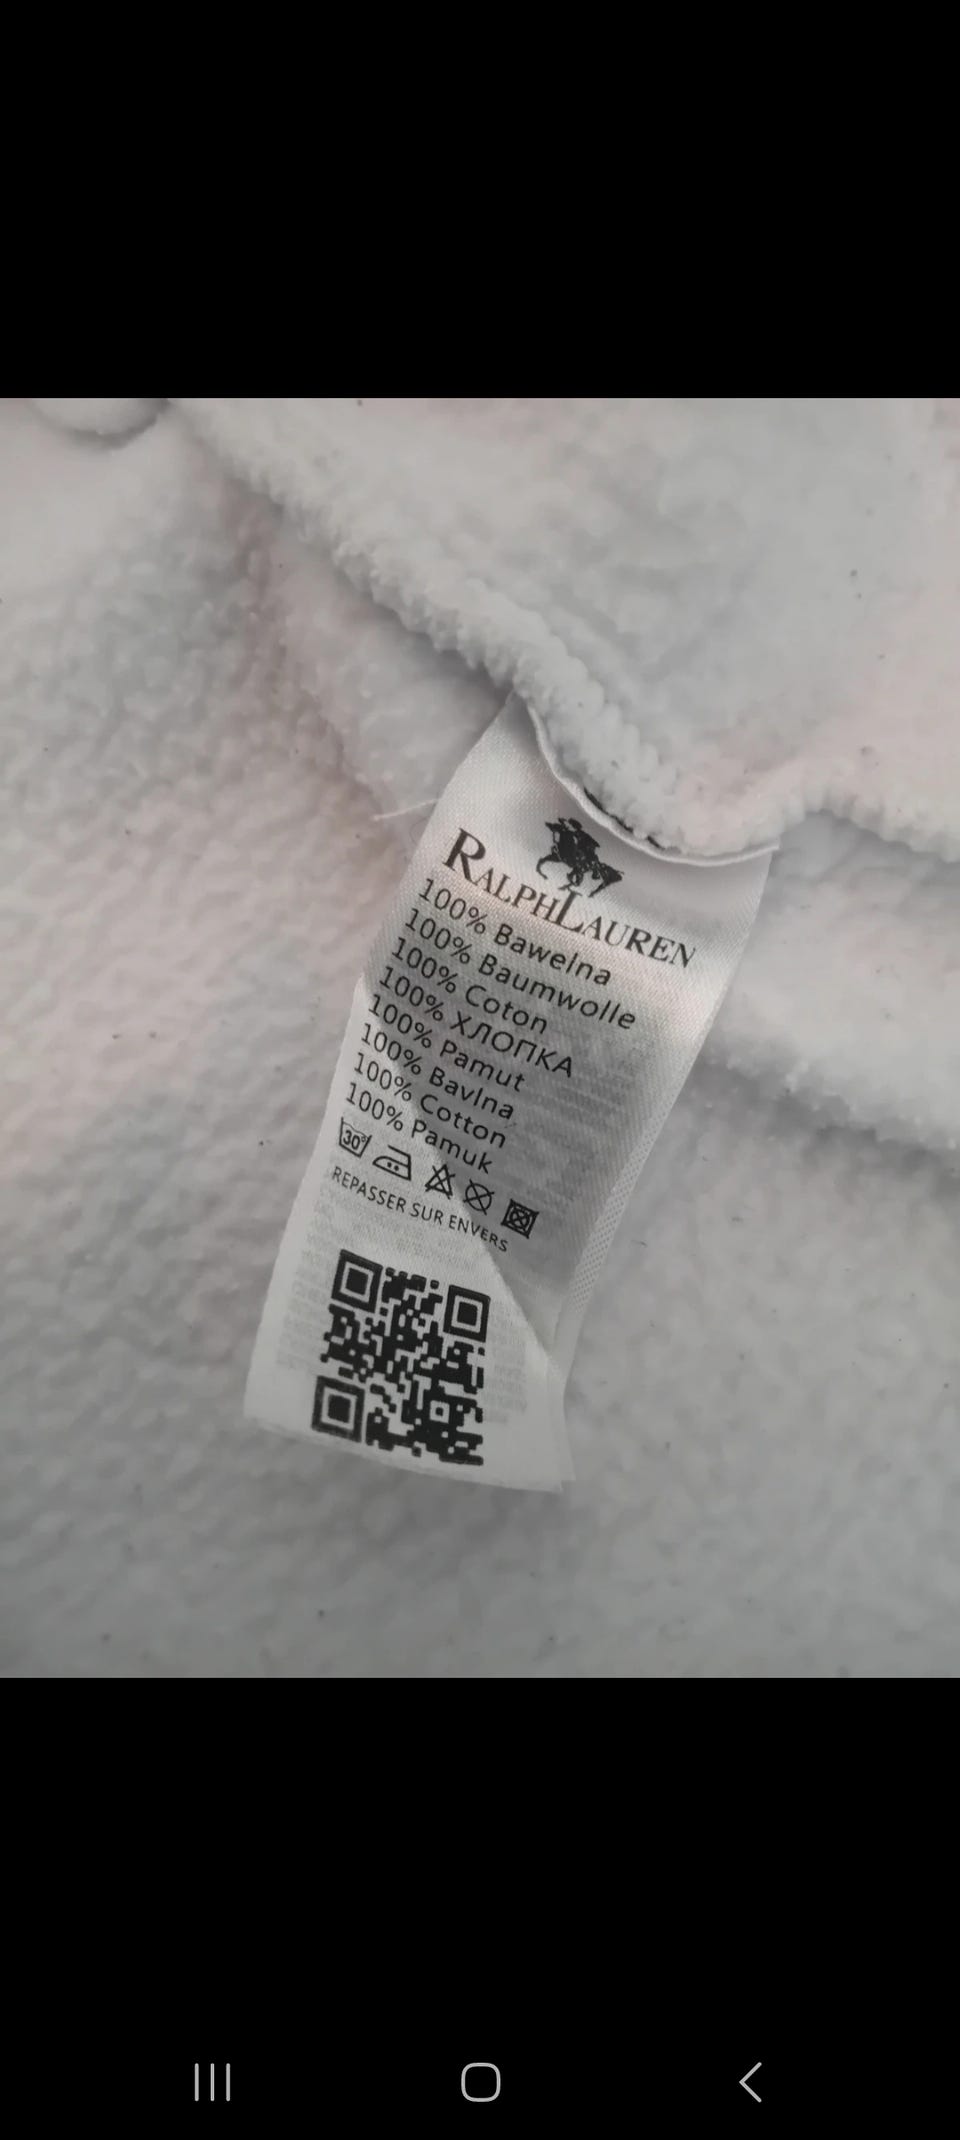 RALPHLAUREN
100% Bawelna
100% Baumwolle
100% Coton
100% ХЛОПКА
100% Pamut
100% Bavlna
100% Cotton
100% Pamuk
30°
REPASSER SUR ENVERS